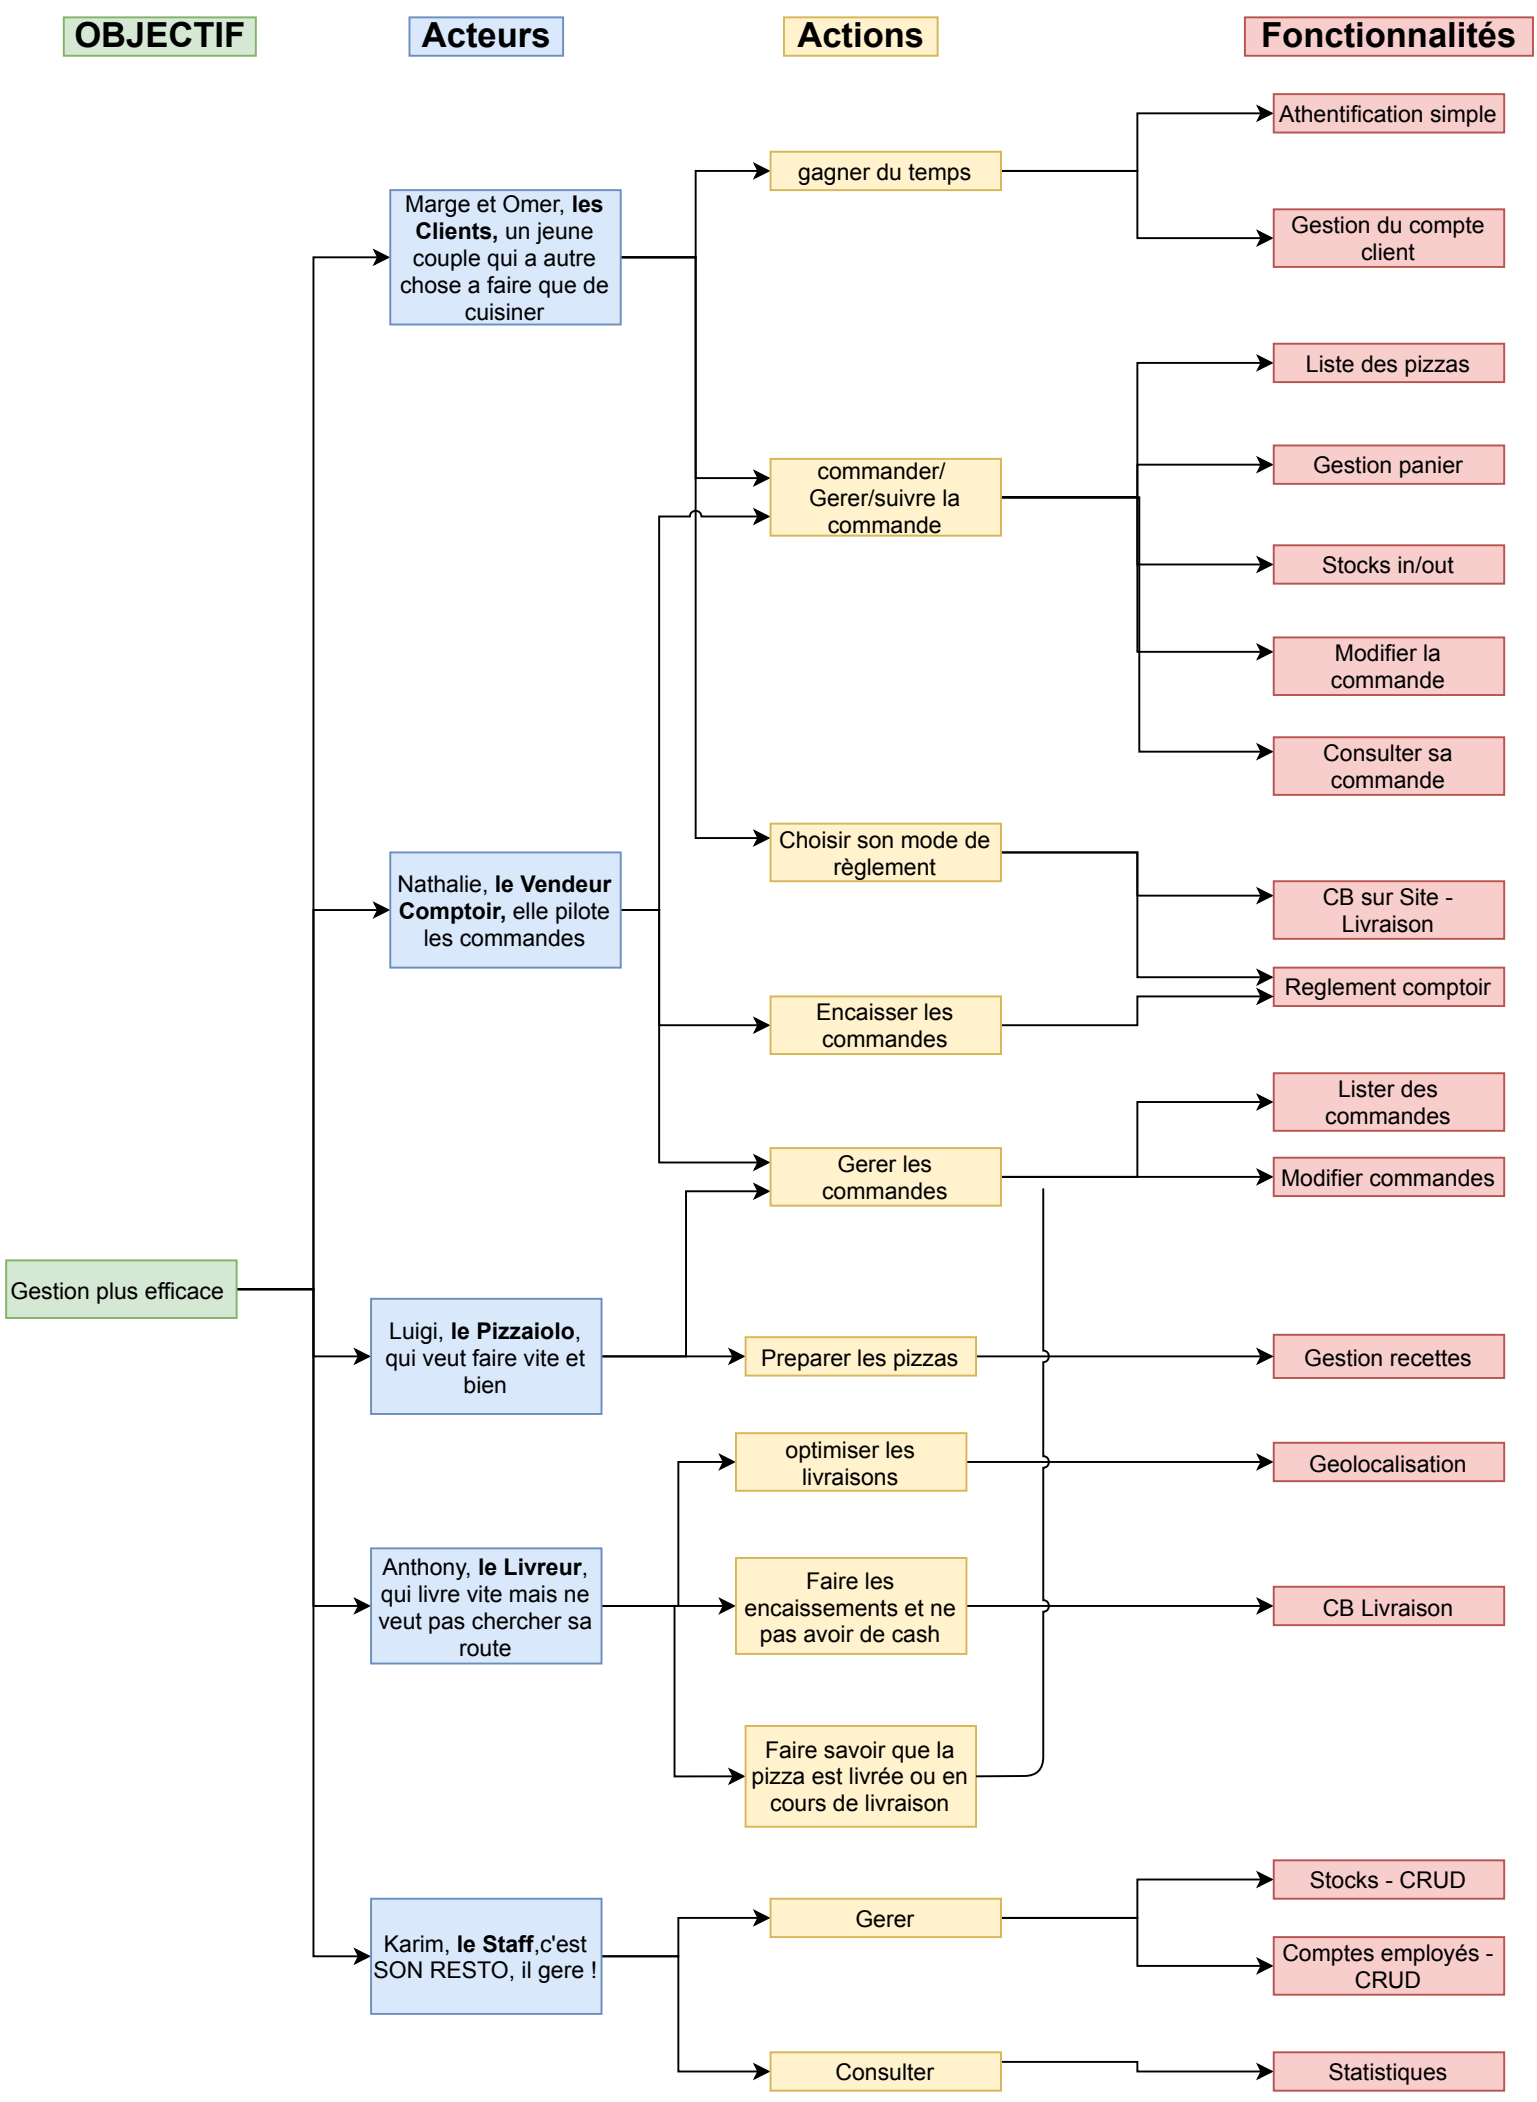 OBJECTIF
Acteurs
Actions
Fonctionnalités
Athentification simple
gagner du temps
Marge et Omer, les
Clients, un jeune
couple qui a autre
chose a faire que de
cuisiner
Gestion du compte
client
Liste des pizzas
commander/
Gerer/suivre la
commande
Gestion panier
Stocks in/out
Modifier la
commande
Consulter sa
commande
Choisir son mode de
règlement
Nathalie, le Vendeur
Comptoir, elle pilote
les commandes
CB sur Site -
Livraison
Reglement comptoir
Encaisser les
commandes
Lister des
commandes
Gerer les
commandes
Modifier commandes
Gestion plus efficace
Luigi, le Pizzaiolo,
qui veut faire vite et
bien
Preparer les pizzas
Gestion recettes
optimiser les
livraisons
Geolocalisation
Anthony, le Livreur,
qui livre vite mais ne
veut pas chercher sa
route
Faire les
encaissements et ne
pas avoir de cash
CB Livraison
Faire savoir que la
pizza est livrée ou en
cours de livraison
Stocks - CRUD
Karim, le Staff,c'est
SON RESTO, il gere !
Gerer
Comptes employés -
CRUD
Consulter
Statistiques